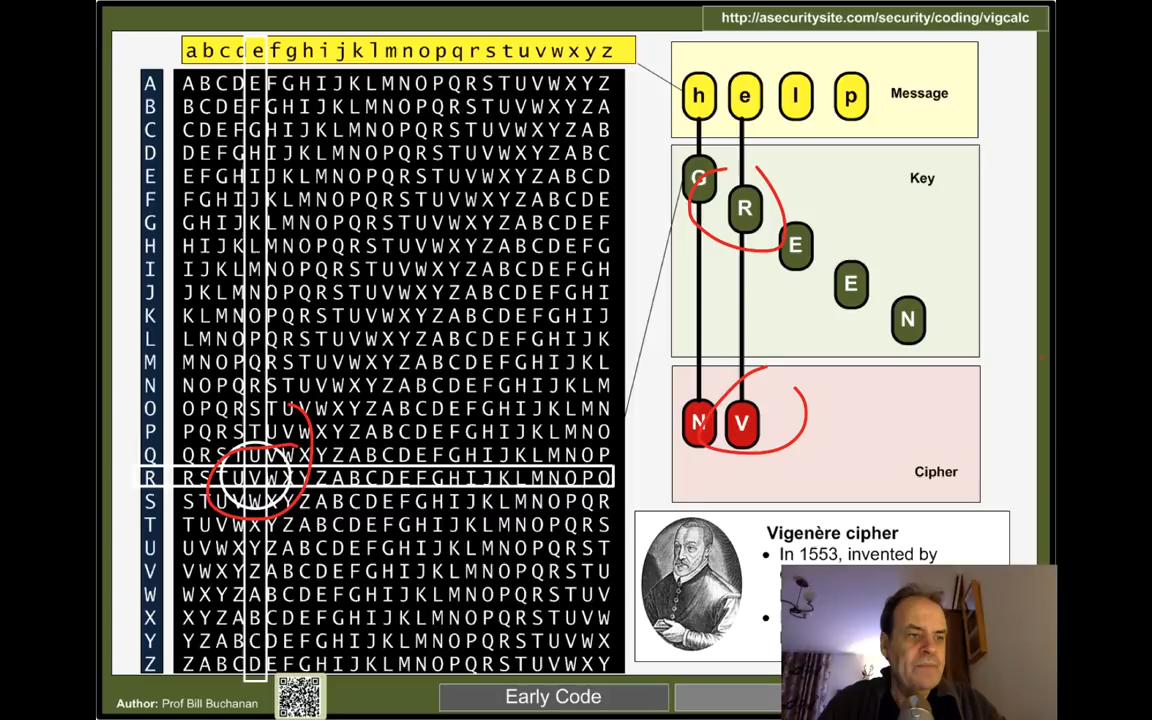 http://asecuritysite.com/security/coding/vigcalc
abcdefghijklmnopqrstuvwxyz
A ABCDEFGHIJKLMNOPQRSTUVWXYZ
B BCDEFGHIJKLMNOPQRSTUVWXYZA
C CDEFGHIJKLMNOPQRSTUVWXYZAB
D DEFGHIJKLMNOPQRSTUVWXYZABC
E EFGHIJKLMNOPQRSTUVWXYZABCD
F FGHIJKLMNOPQRSTUVWXYZABCDE
G GHIJKLMNOPQRSTUVWXYZABCDEF
H HIJKLMNOPQRSTUVWXYZABCDEFG
I IJKLMNOPQRSTUVWXYZABCDEFGH
J JKLMNOPQRSTUVWXYZABCDEFGHI
K KLMNOPQRSTUVWXYZABCDEFGHIJ
L LMNOPQRSTUVWXYZABCDEFGHIJK
M MNOPQRSTUVWXYZABCDEFGHIJKL
N NOPQRSTUVWXYZABCDEFGHIJKLM
O OPQRSTUVWXYZABCDEFGHIJKLMN
P PQRSTUVWXYZABCDEFGHIJKLMNO
Q QRSTUVWXYZABCDEFGHIJKLMNOP
R RSTUVWXYZABCDEFGHIJKLMNOPQ
S STUVWXYZABCDEFGHIJKLMNOPQR
T TUVWXYZABCDEFGHIJKLMNOPQRS
U UVWXYZABCDEFGHIJKLMNOPQRST
V VWXYZABCDEFGHIJKLMNOPQRSTU
W WXYZABCDEFGHIJKLMNOPQRSTUV
X XYZABCDEFGHIJKLMNOPQRSTUVW
Y YZABCDEFGHIJKLMNOPQRSTUVWX
Z ZABCDEFGHIJKLMNOPQRSTUVWXY
h e l p Message
Key
G
R
E
E
N
N V
Cipher
Vigenère cipher
• In 1553, invented by
Author: Prof Bill Buchanan
Early Code